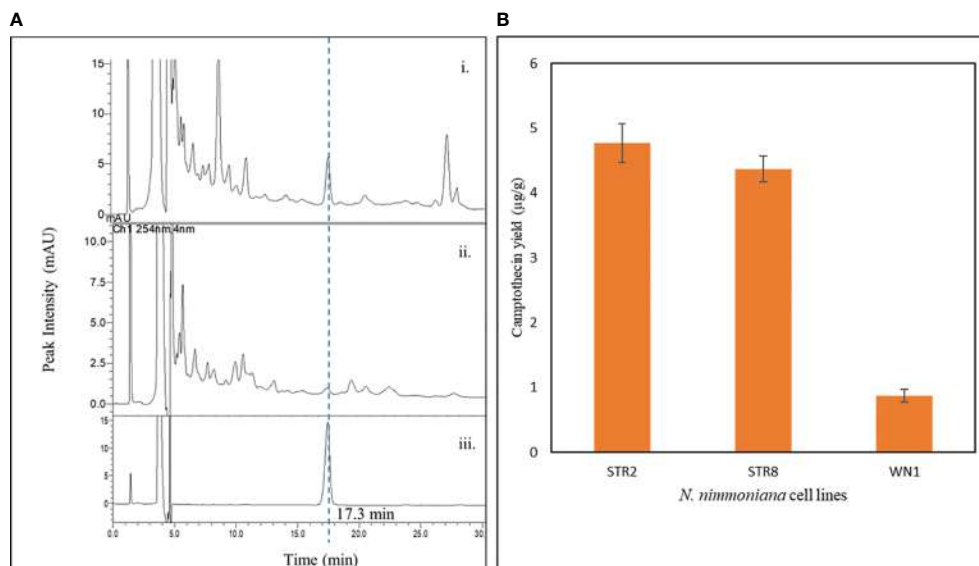 A
Peak Intensity (mAU)
15
10
5
0
i.
mAU
Ch1 254nm,4nm
10.0
7.5
5.0
2.5
0.0
ii.
15
10
5
0
iii.
17.3 min
0.0 5.0 10.0 15.0 20.0 25.0 30.0
Time (min)
B
Camptothecin yield (µg/g)
6
5
4
3
2
1
0
STR2 STR8 WN1
N. nimmoniana cell lines